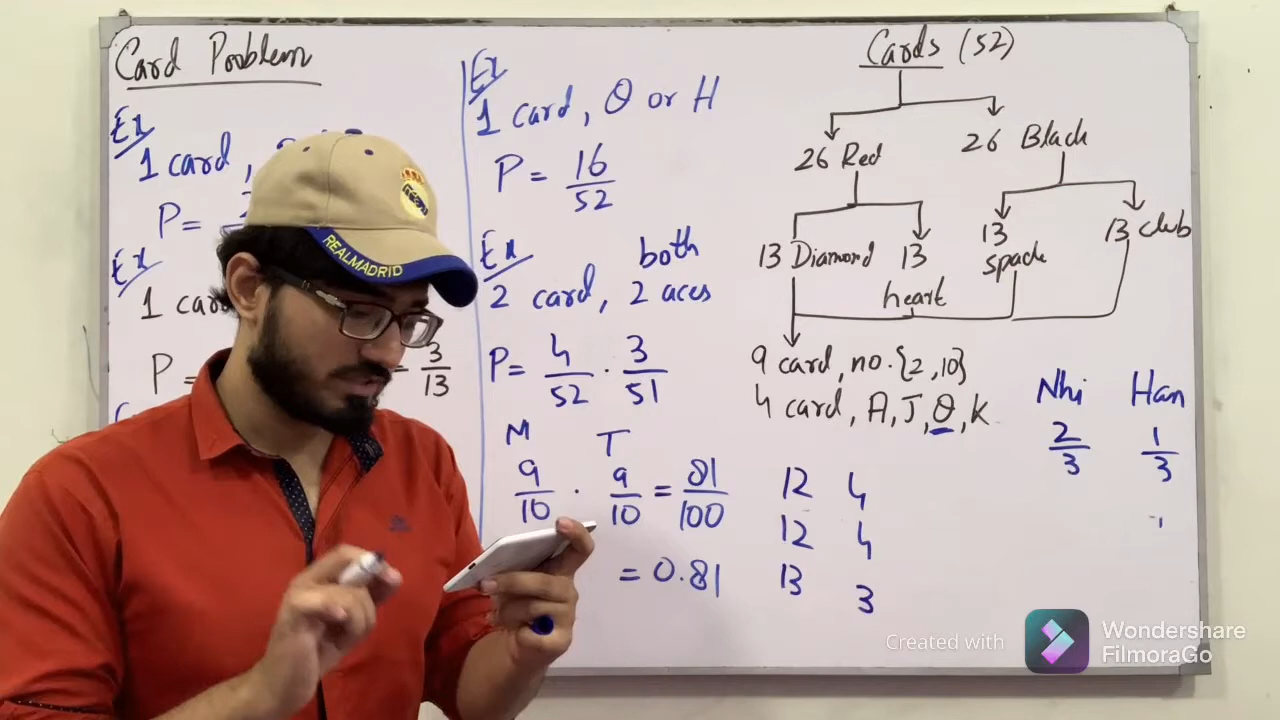 Card Problem
Ex
1 card,
P =
Ex
1 card
P = = 3/13
Ex
1 card, Q or H
P = 16/52
Ex both
2 card, 2 aces
P = 4/52 · 3/51
M T
9/10 · 9/10 = 81/100
= 0.81
Cards (52)
26 Red 26 Black
13 Diamond 13 heart 13 spade 13 club
9 card, no. {2, 10}
4 card, A, J, Q, K
12 4
12 4
13 3
Nhi Han
2/3 1/3
REALMADRID
Created with Wondershare FilmoraGo